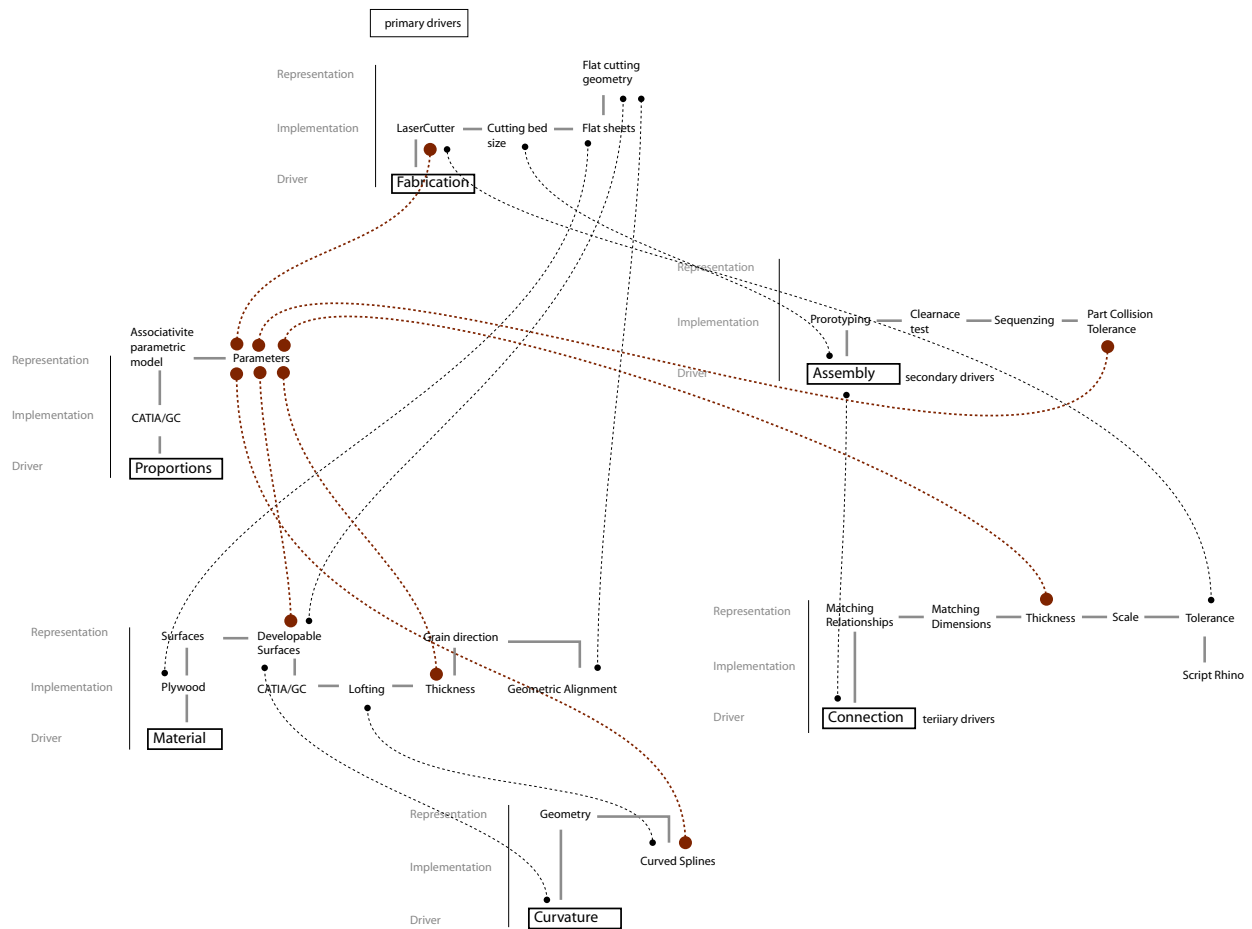 primary drivers
Flat cutting
geometry
Representation
Implementation
LaserCutter
Cutting bed
size
Flat sheets
Driver
Fabrication
Representation
Implementation
Prorotyping
Clearnace
test
Sequenzing
Part Collision
Tolerance
Driver
Assembly
secondary drivers
Associativite
parametric
model
Representation
Parameters
Implementation
CATIA/GC
Driver
Proportions
Representation
Surfaces
Developable
Surfaces
Grain direction
Implementation
Plywood
CATIA/GC
Lofting
Thickness
Geometric Alignment
Driver
Material
Representation
Matching
Relationships
Matching
Dimensions
Thickness
Scale
Tolerance
Implementation
Script Rhino
Driver
Connection
teriiary drivers
Representation
Geometry
Implementation
Curved Splines
Driver
Curvature